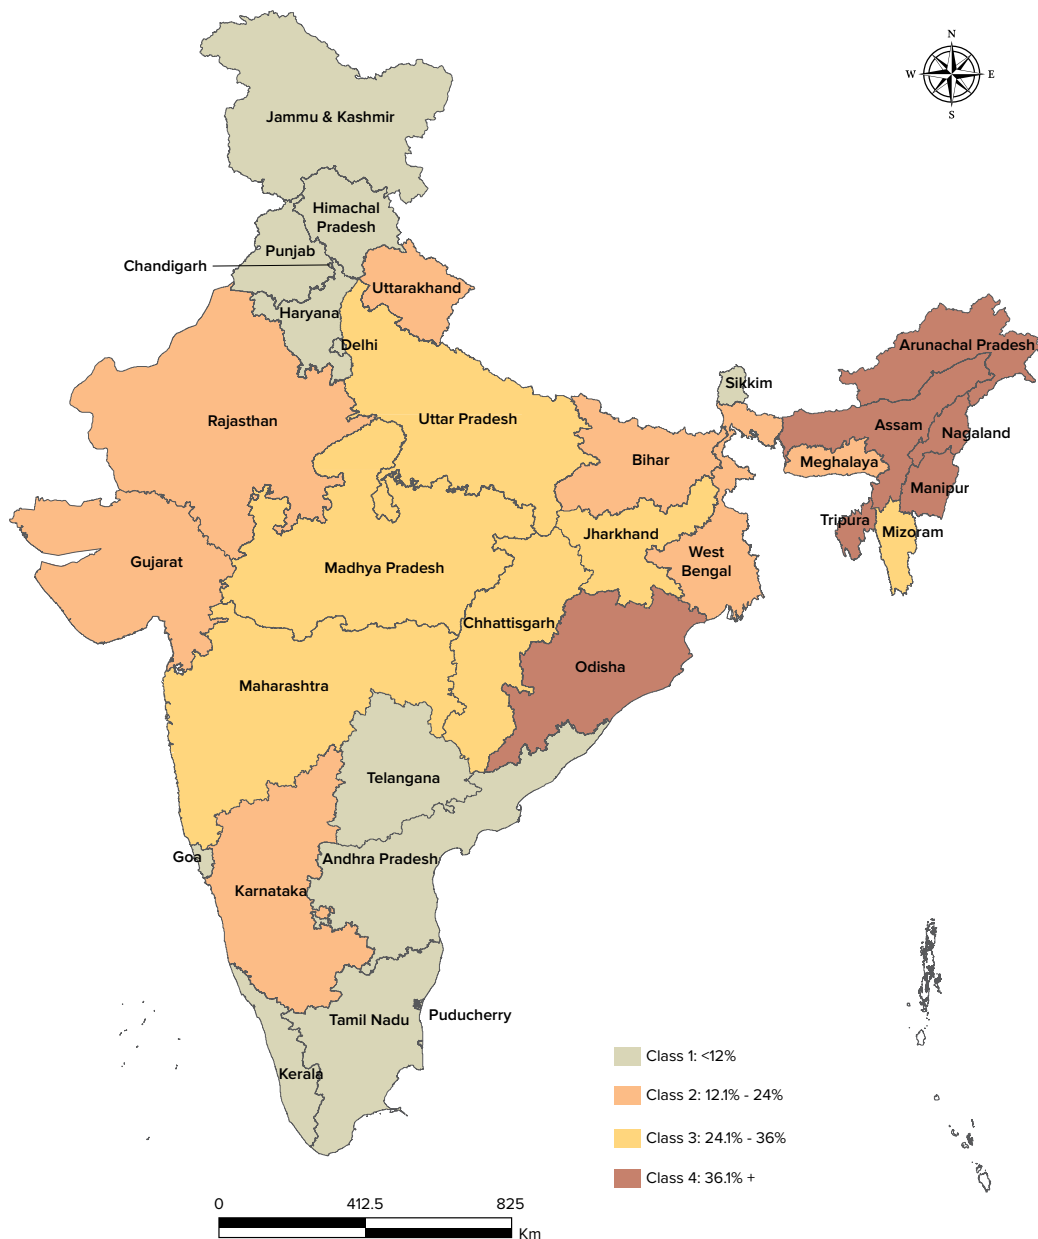 N
W
E
S
Jammu & Kashmir
Himachal
Pradesh
Punjab
Chandigarh
Uttarakhand
Haryana
Delhi
Arunachal Pradesh
Sikkim
Rajasthan
Uttar Pradesh
Assam
Nagaland
Bihar
Meghalaya
Manipur
Tripura
Mizoram
Jharkhand
West
Bengal
Gujarat
Madhya Pradesh
Chhattisgarh
Odisha
Maharashtra
Telangana
Goa
Andhra Pradesh
Karnataka
Tamil Nadu
Puducherry
Kerala
Class 1: <12%
Class 2: 12.1% - 24%
Class 3: 24.1% - 36%
Class 4: 36.1% +
0
412.5
825
Km